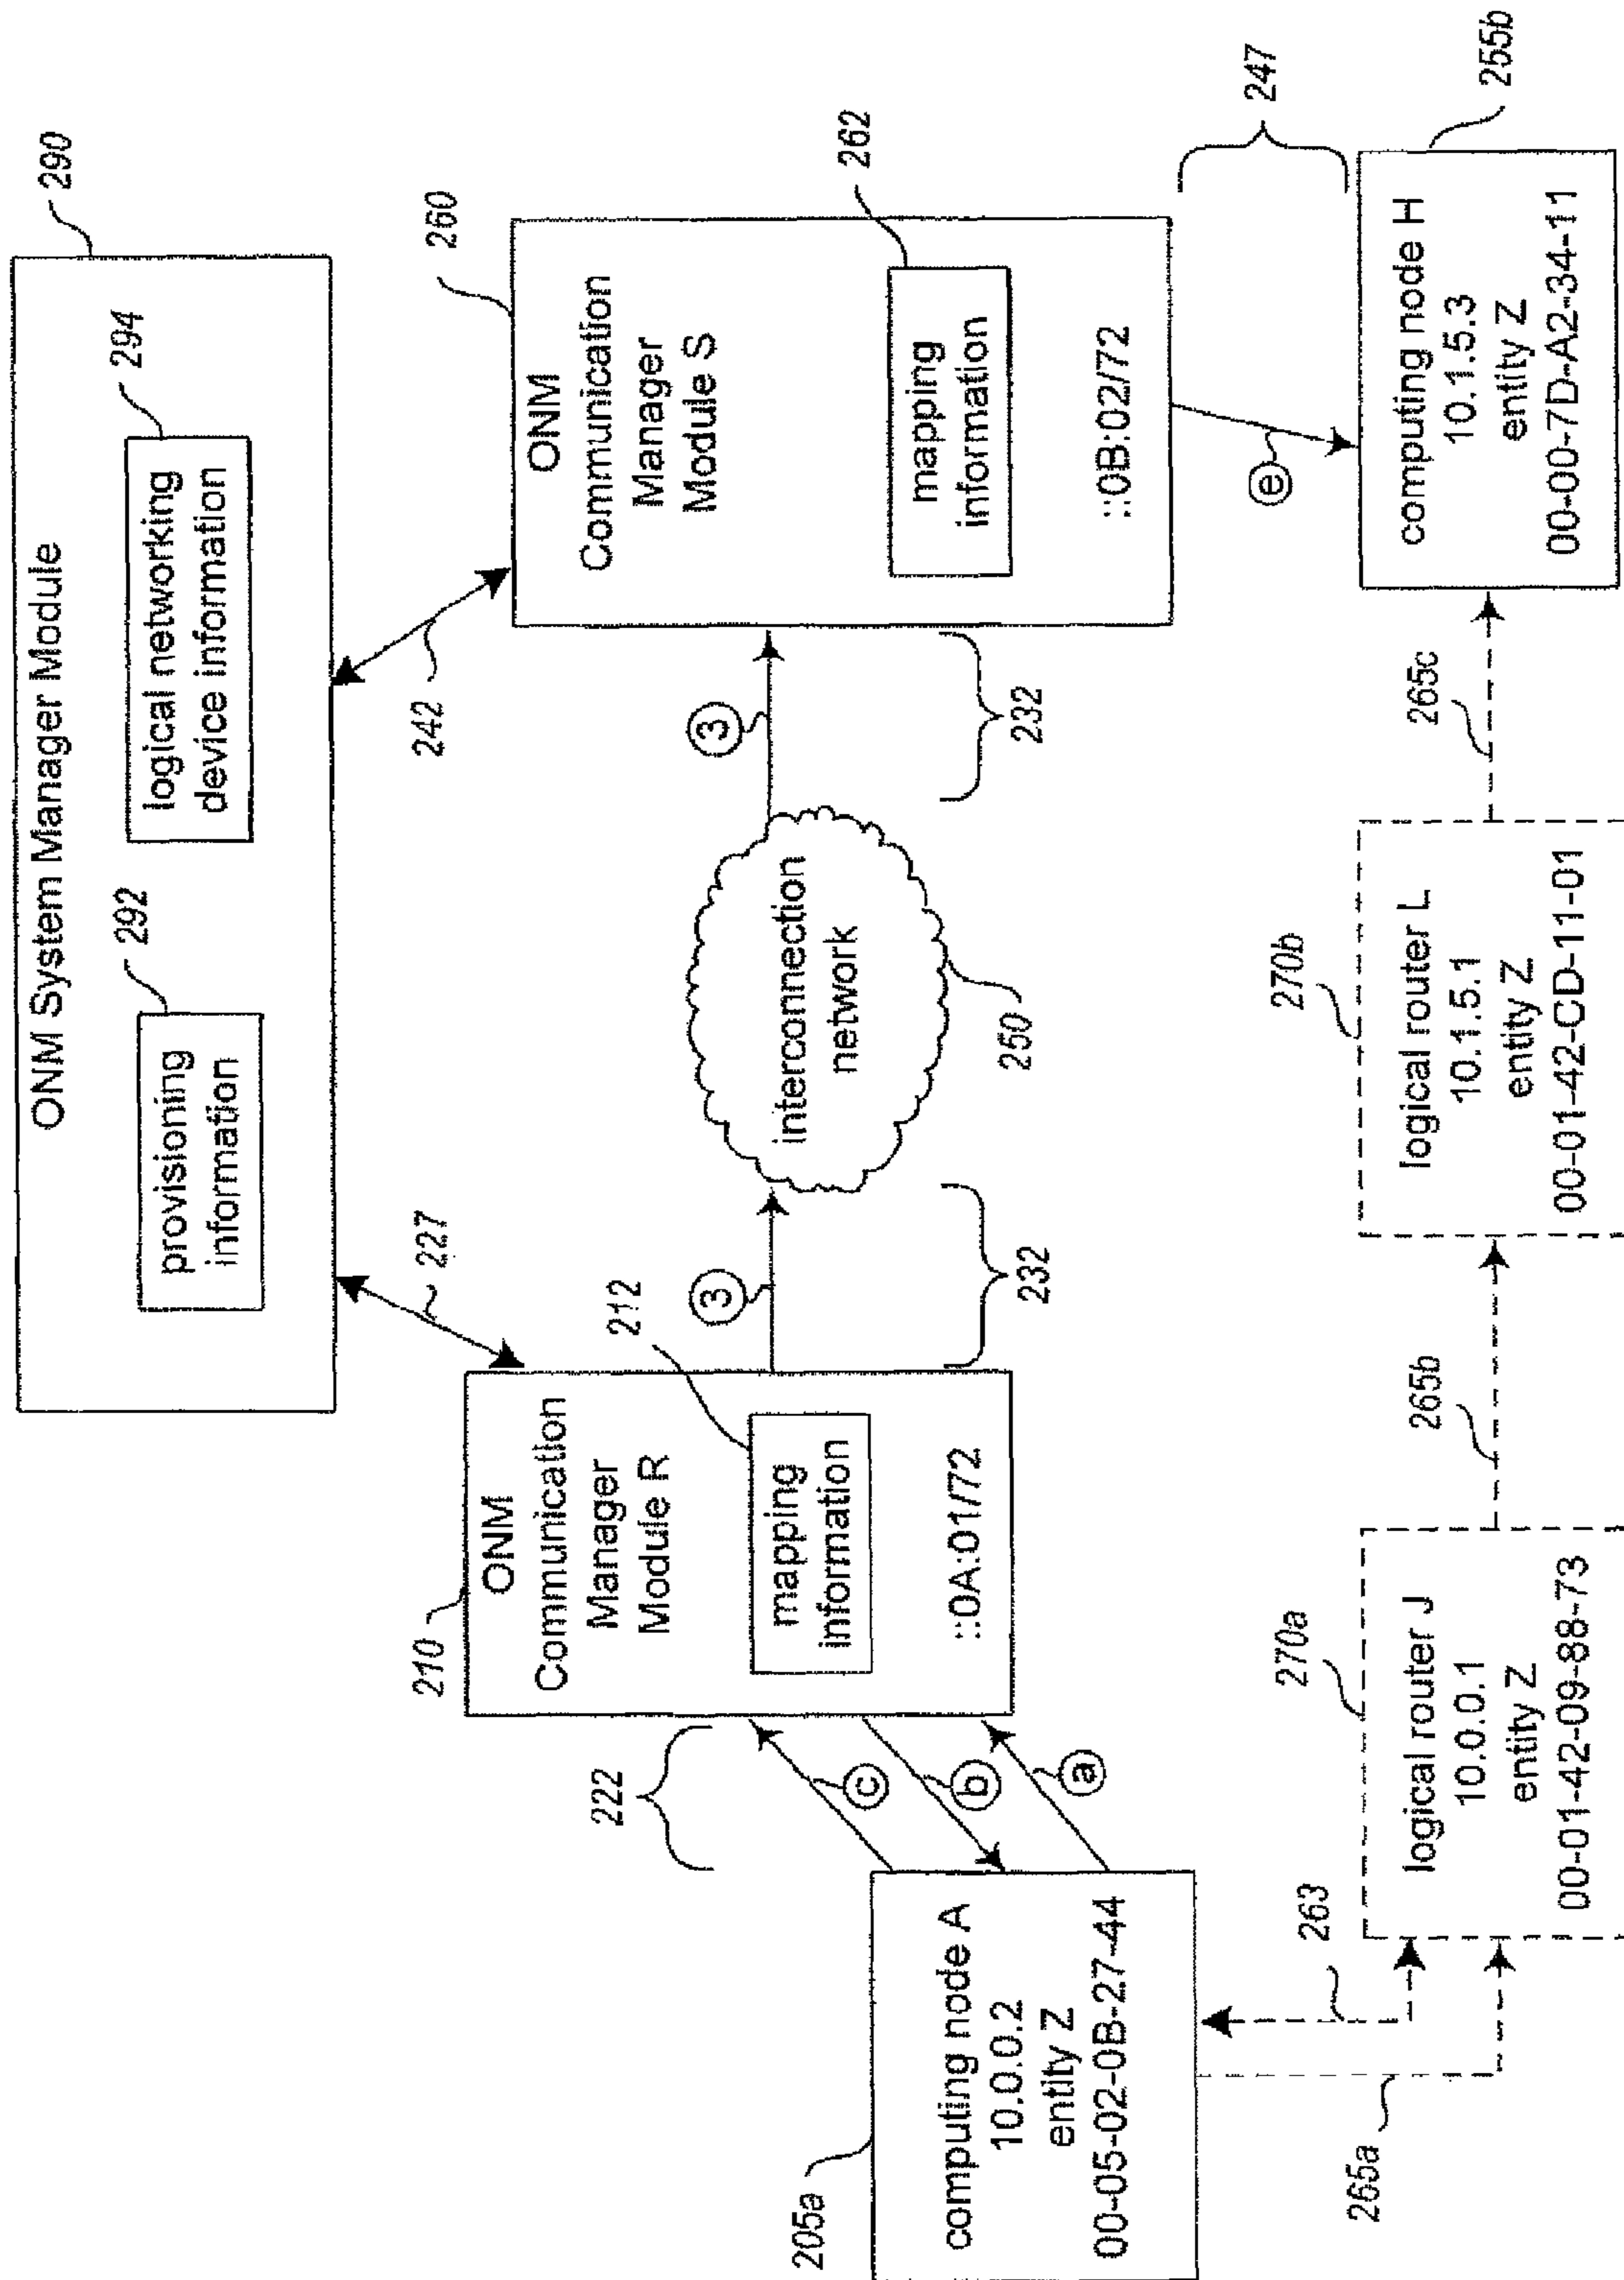 290
ONM System Manager Module
292
provisioning
information
294
logical networking
device information
227
242
210
ONM
Communication
Manager
Module R
212
mapping
information
::0A:01/72
260
ONM
Communication
Manager
Module S
262
mapping
information
::0B:02/72
3
232
interconnection
network
250
3
232
222
c
b
a
e
247
205a
computing node A
10.0.0.2
entity Z
00-05-02-0B-27-44
263
265a
270a
logical router J
10.0.0.1
entity Z
00-01-42-09-88-73
265b
270b
logical router L
10.1.5.1
entity Z
00-01-42-CD-11-01
265c
255b
computing node H
10.1.5.3
entity Z
00-00-7D-A2-34-11